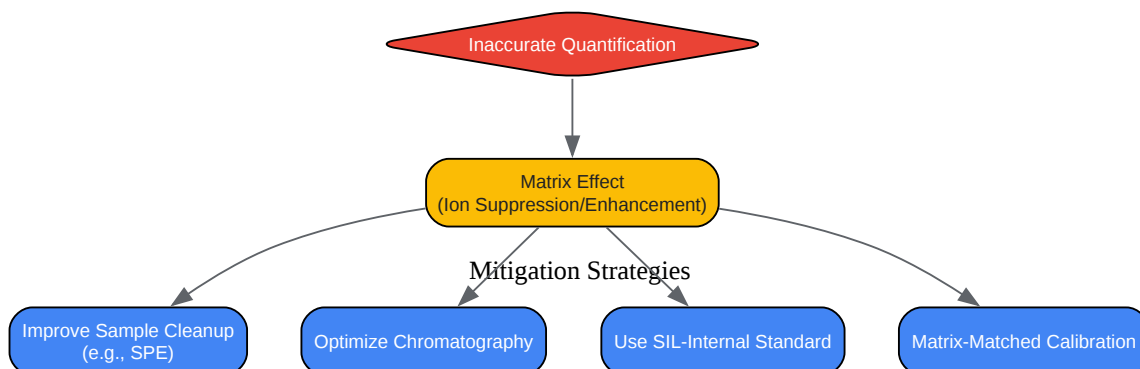 Inaccurate Quantification
Matrix Effect
(Ion Suppression/Enhancement)
Mitigation Strategies
Improve Sample Cleanup
(e.g., SPE)
Optimize Chromatography
Use SIL-Internal Standard
Matrix-Matched Calibration